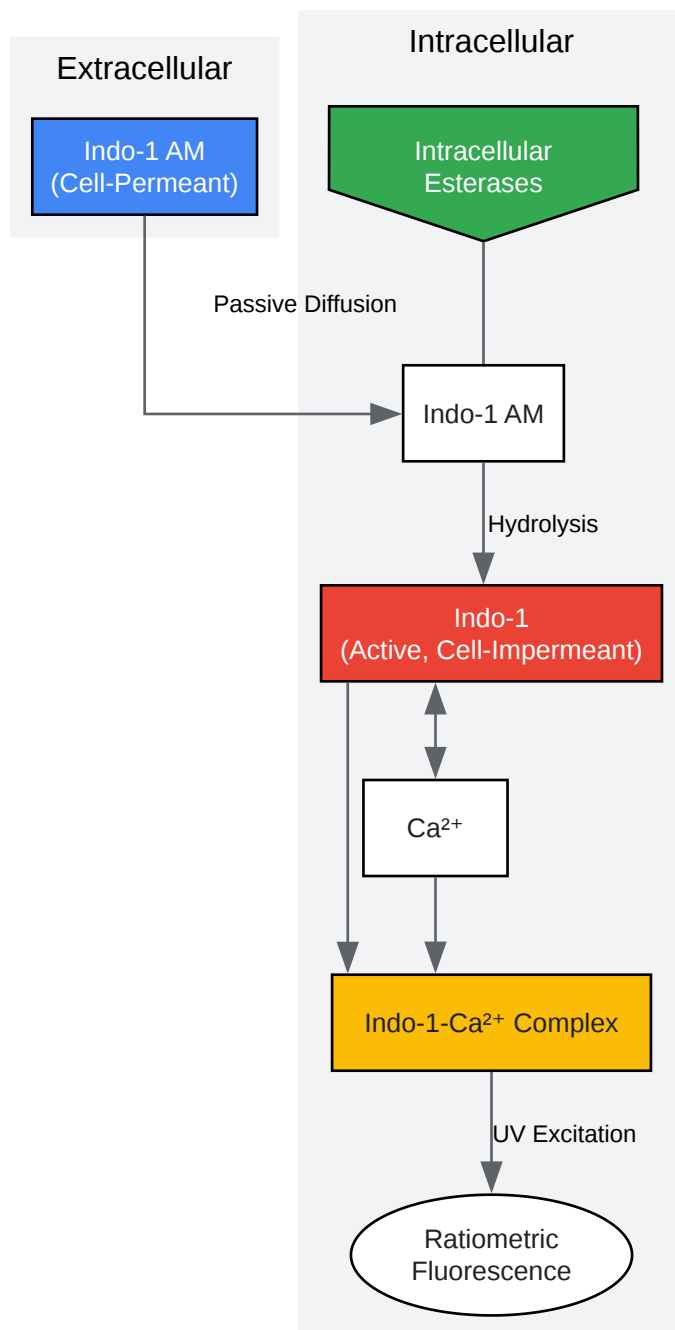 Extracellular
Intracellular
Indo-1 AM
(Cell-Permeant)
Intracellular
Esterases
Passive Diffusion
Indo-1 AM
Hydrolysis
Indo-1
(Active, Cell-Impermeant)
Ca²⁺
Indo-1-Ca²⁺ Complex
UV Excitation
Ratiometric
Fluorescence